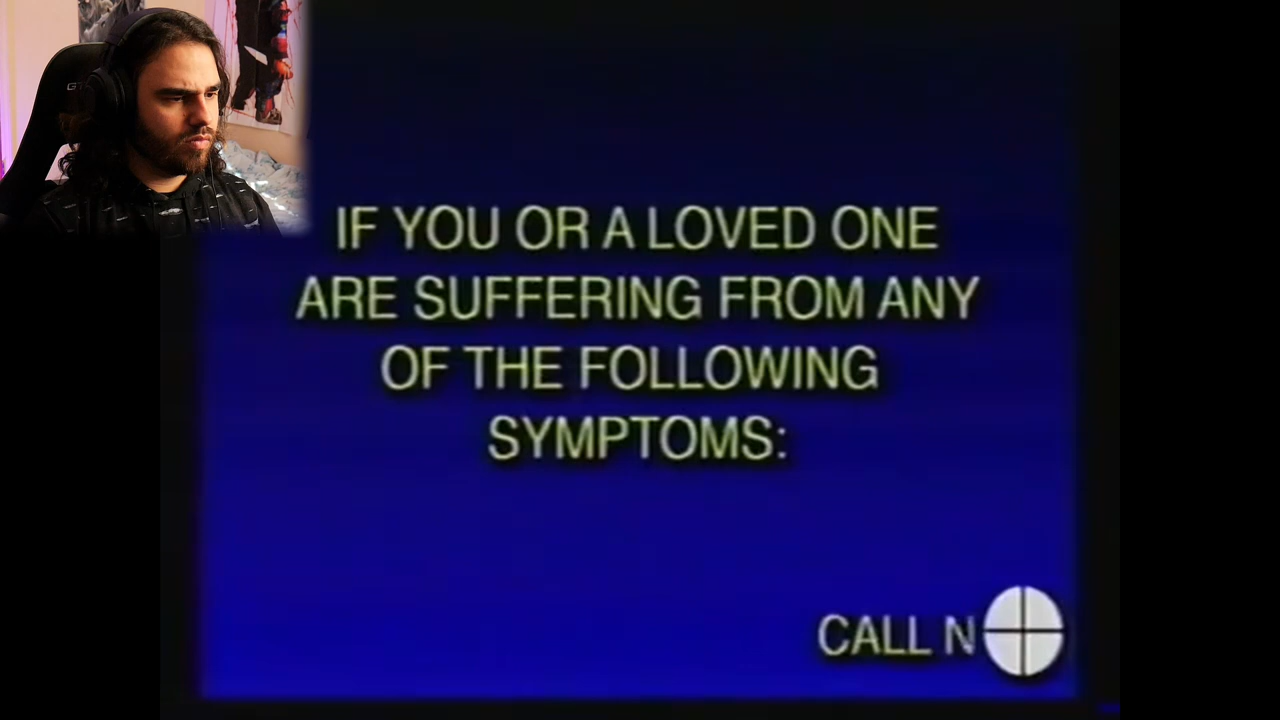 IF YOU OR A LOVED ONE
ARE SUFFERING FROM ANY
OF THE FOLLOWING
SYMPTOMS:
CALL N